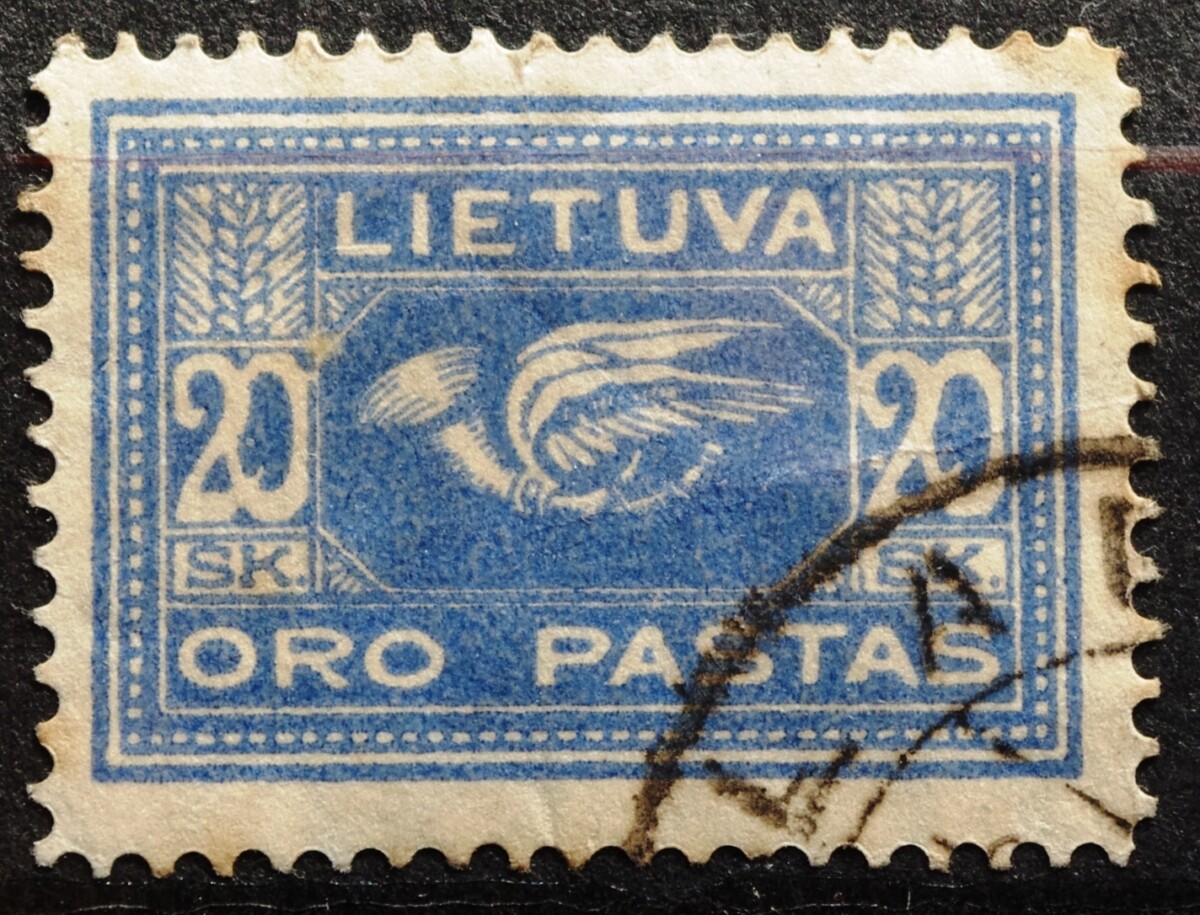 LIETUVA
20 20
SK. SK.
ORO PASTAS